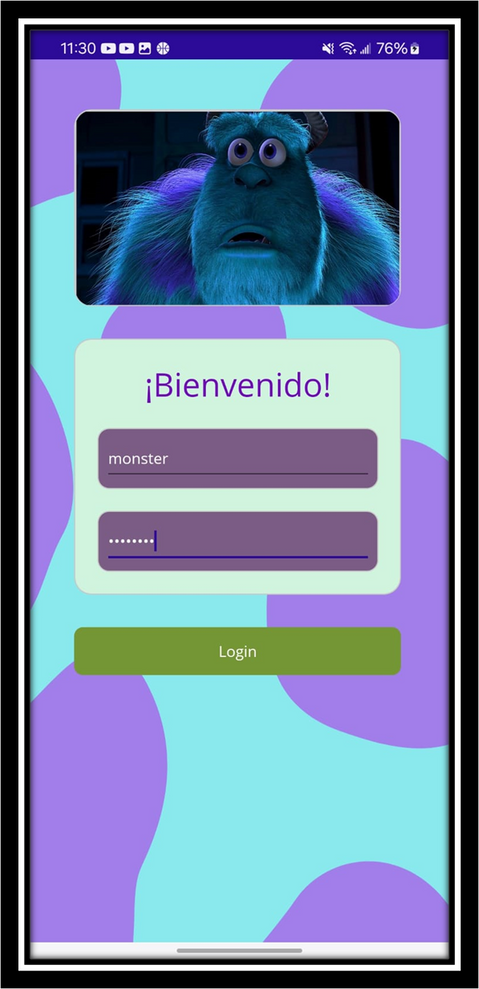 11:30 76%
¡Bienvenido!
monster
••••••••
Login